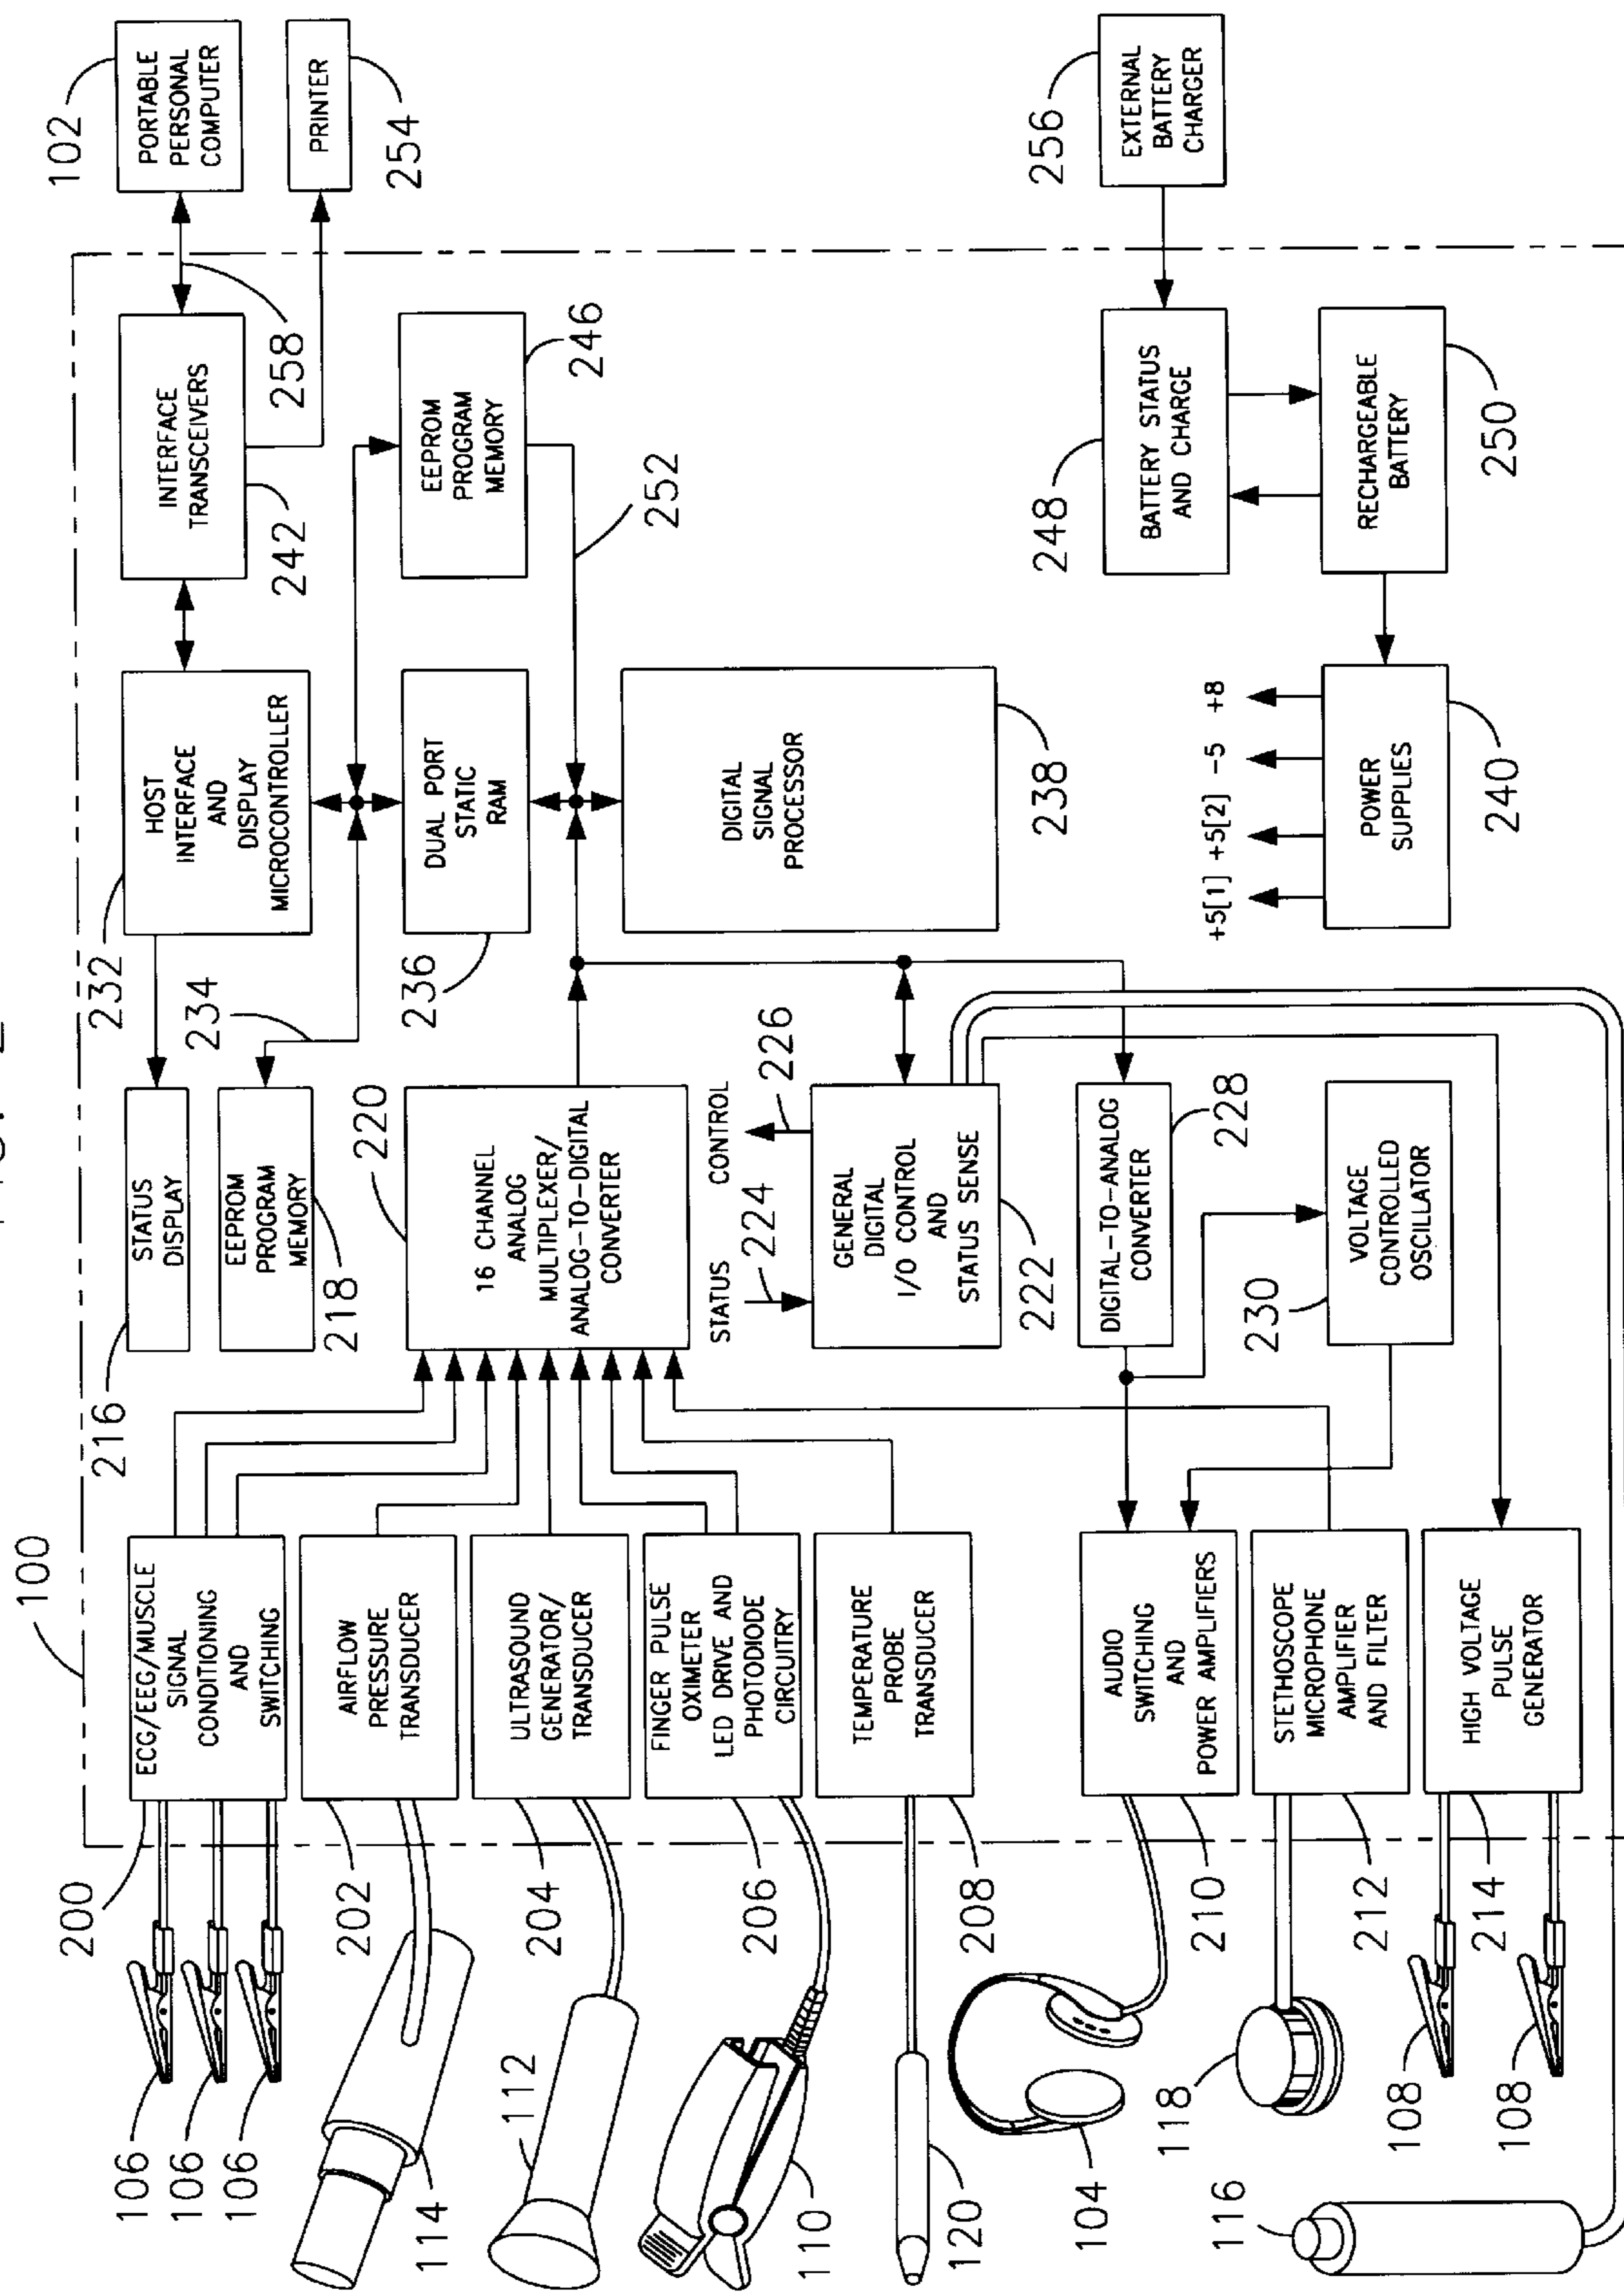 100
200
ECG/EEG/MUSCLE
SIGNAL
CONDITIONING
AND
SWITCHING
106
106
106
202
AIRFLOW
PRESSURE
TRANSDUCER
114
204
ULTRASOUND
GENERATOR/
TRANSDUCER
112
206
FINGER PULSE
OXIMETER
LED DRIVE AND
PHOTODIODE
CIRCUITRY
110
208
TEMPERATURE
PROBE
TRANSDUCER
120
210
AUDIO
SWITCHING
AND
POWER AMPLIFIERS
104
212
STETHOSCOPE
MICROPHONE
AMPLIFIER
AND FILTER
118
214
HIGH VOLTAGE
PULSE
GENERATOR
108
108
116
216
STATUS
DISPLAY
218
EEPROM
PROGRAM
MEMORY
234
220
16 CHANNEL
ANALOG
MULTIPLEXER/
ANALOG-TO-DIGITAL
CONVERTER
STATUS
224
CONTROL
226
GENERAL
DIGITAL
I/O CONTROL
AND
STATUS SENSE
222
DIGITAL-TO-ANALOG
CONVERTER
228
230
VOLTAGE
CONTROLLED
OSCILLATOR
232
HOST
INTERFACE
AND
DISPLAY
MICROCONTROLLER
236
DUAL PORT
STATIC
RAM
DIGITAL
SIGNAL
PROCESSOR
238
+5[1] +5[2] -5 +8
POWER
SUPPLIES
240
INTERFACE
TRANSCEIVERS
242
258
EEPROM
PROGRAM
MEMORY
246
252
248
BATTERY STATUS
AND CHARGE
RECHARGEABLE
BATTERY
250
102
PORTABLE
PERSONAL
COMPUTER
PRINTER
254
256
EXTERNAL
BATTERY
CHARGER